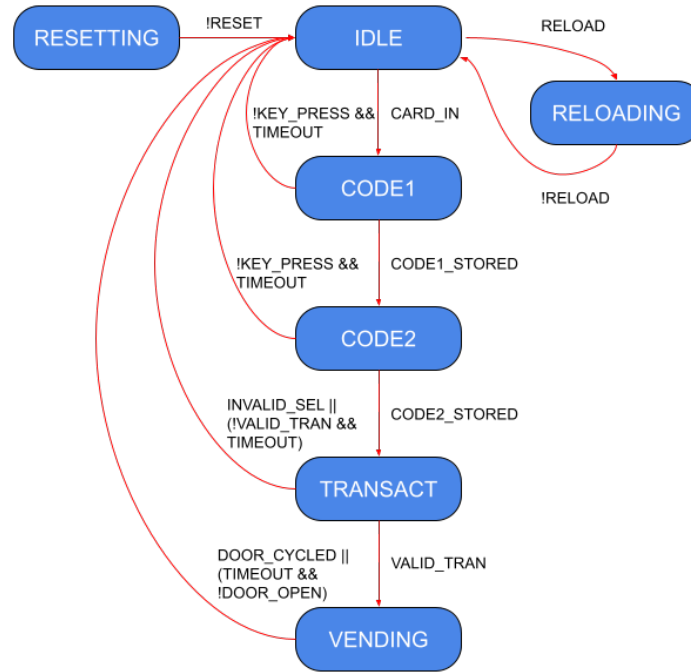 RESETTING
!RESET
IDLE
RELOAD
RELOADING
!RELOAD
!KEY_PRESS &&
TIMEOUT
CARD_IN
CODE1
!KEY_PRESS &&
TIMEOUT
CODE1_STORED
CODE2
INVALID_SEL ||
(!VALID_TRAN &&
TIMEOUT)
CODE2_STORED
TRANSACT
DOOR_CYCLED ||
(TIMEOUT &&
!DOOR_OPEN)
VALID_TRAN
VENDING